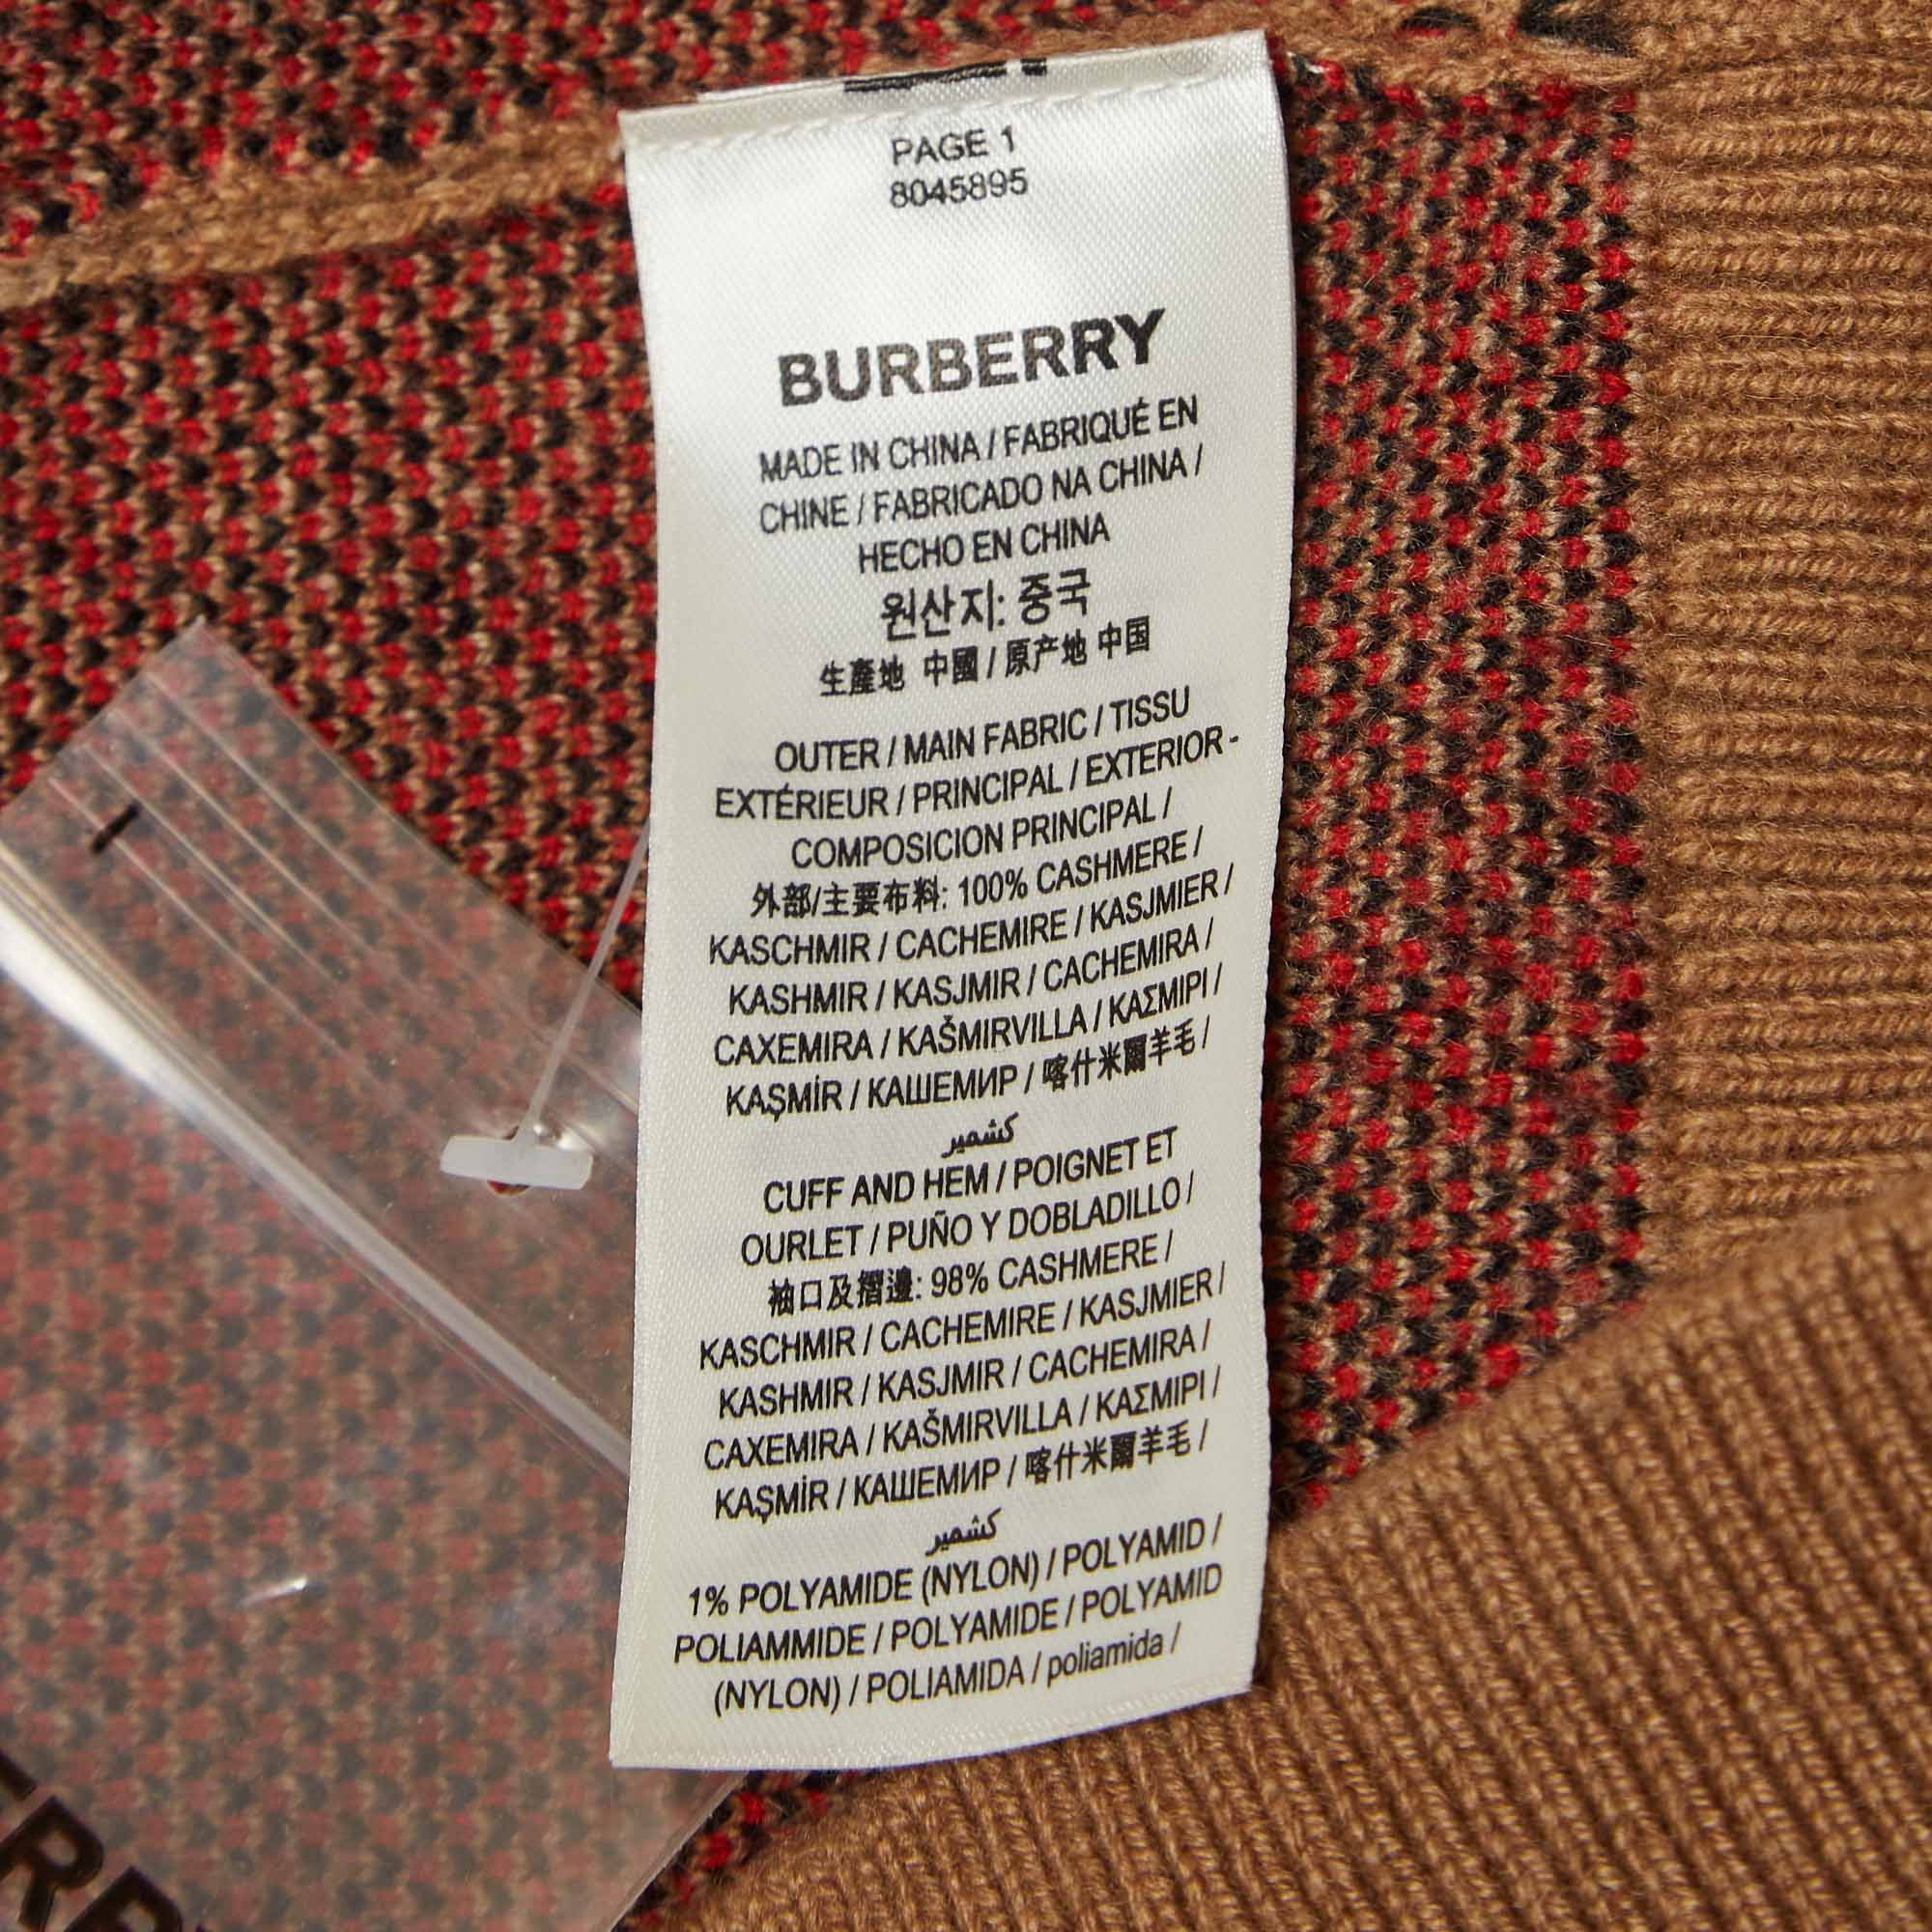 PAGE 1
8045895
BURBERRY
MADE IN CHINA / FABRIQUÉ EN
CHINE / FABRICADO NA CHINA /
HECHO EN CHINA
원산지: 중국
生產地 中國 / 原产地 中国
OUTER / MAIN FABRIC / TISSU
EXTÉRIEUR / PRINCIPAL / EXTERIOR -
COMPOSICION PRINCIPAL /
外部/主要布料: 100% CASHMERE /
KASCHMIR / CACHEMIRE / KASJMIER /
KASHMIR / KASJMIR / CACHEMIRA /
CAXEMIRA / KAŠMIRVILLA / ΚΑΣΜΙΡΙ /
KAŞMİR / КАШЕМИР / 喀什米爾羊毛 /
كشمير
CUFF AND HEM / POIGNET ET
OURLET / PUÑO Y DOBLADILLO /
袖口及摺邊: 98% CASHMERE /
KASCHMIR / CACHEMIRE / KASJMIER /
KASHMIR / KASJMIR / CACHEMIRA /
CAXEMIRA / KAŠMIRVILLA / ΚΑΣΜΙΡΙ /
KAŞMİR / КАШЕМИР / 喀什米爾羊毛 /
كشمير
1% POLYAMIDE (NYLON) / POLYAMID /
POLIAMMIDE / POLYAMIDE / POLYAMID
(NYLON) / POLIAMIDA / poliamida /